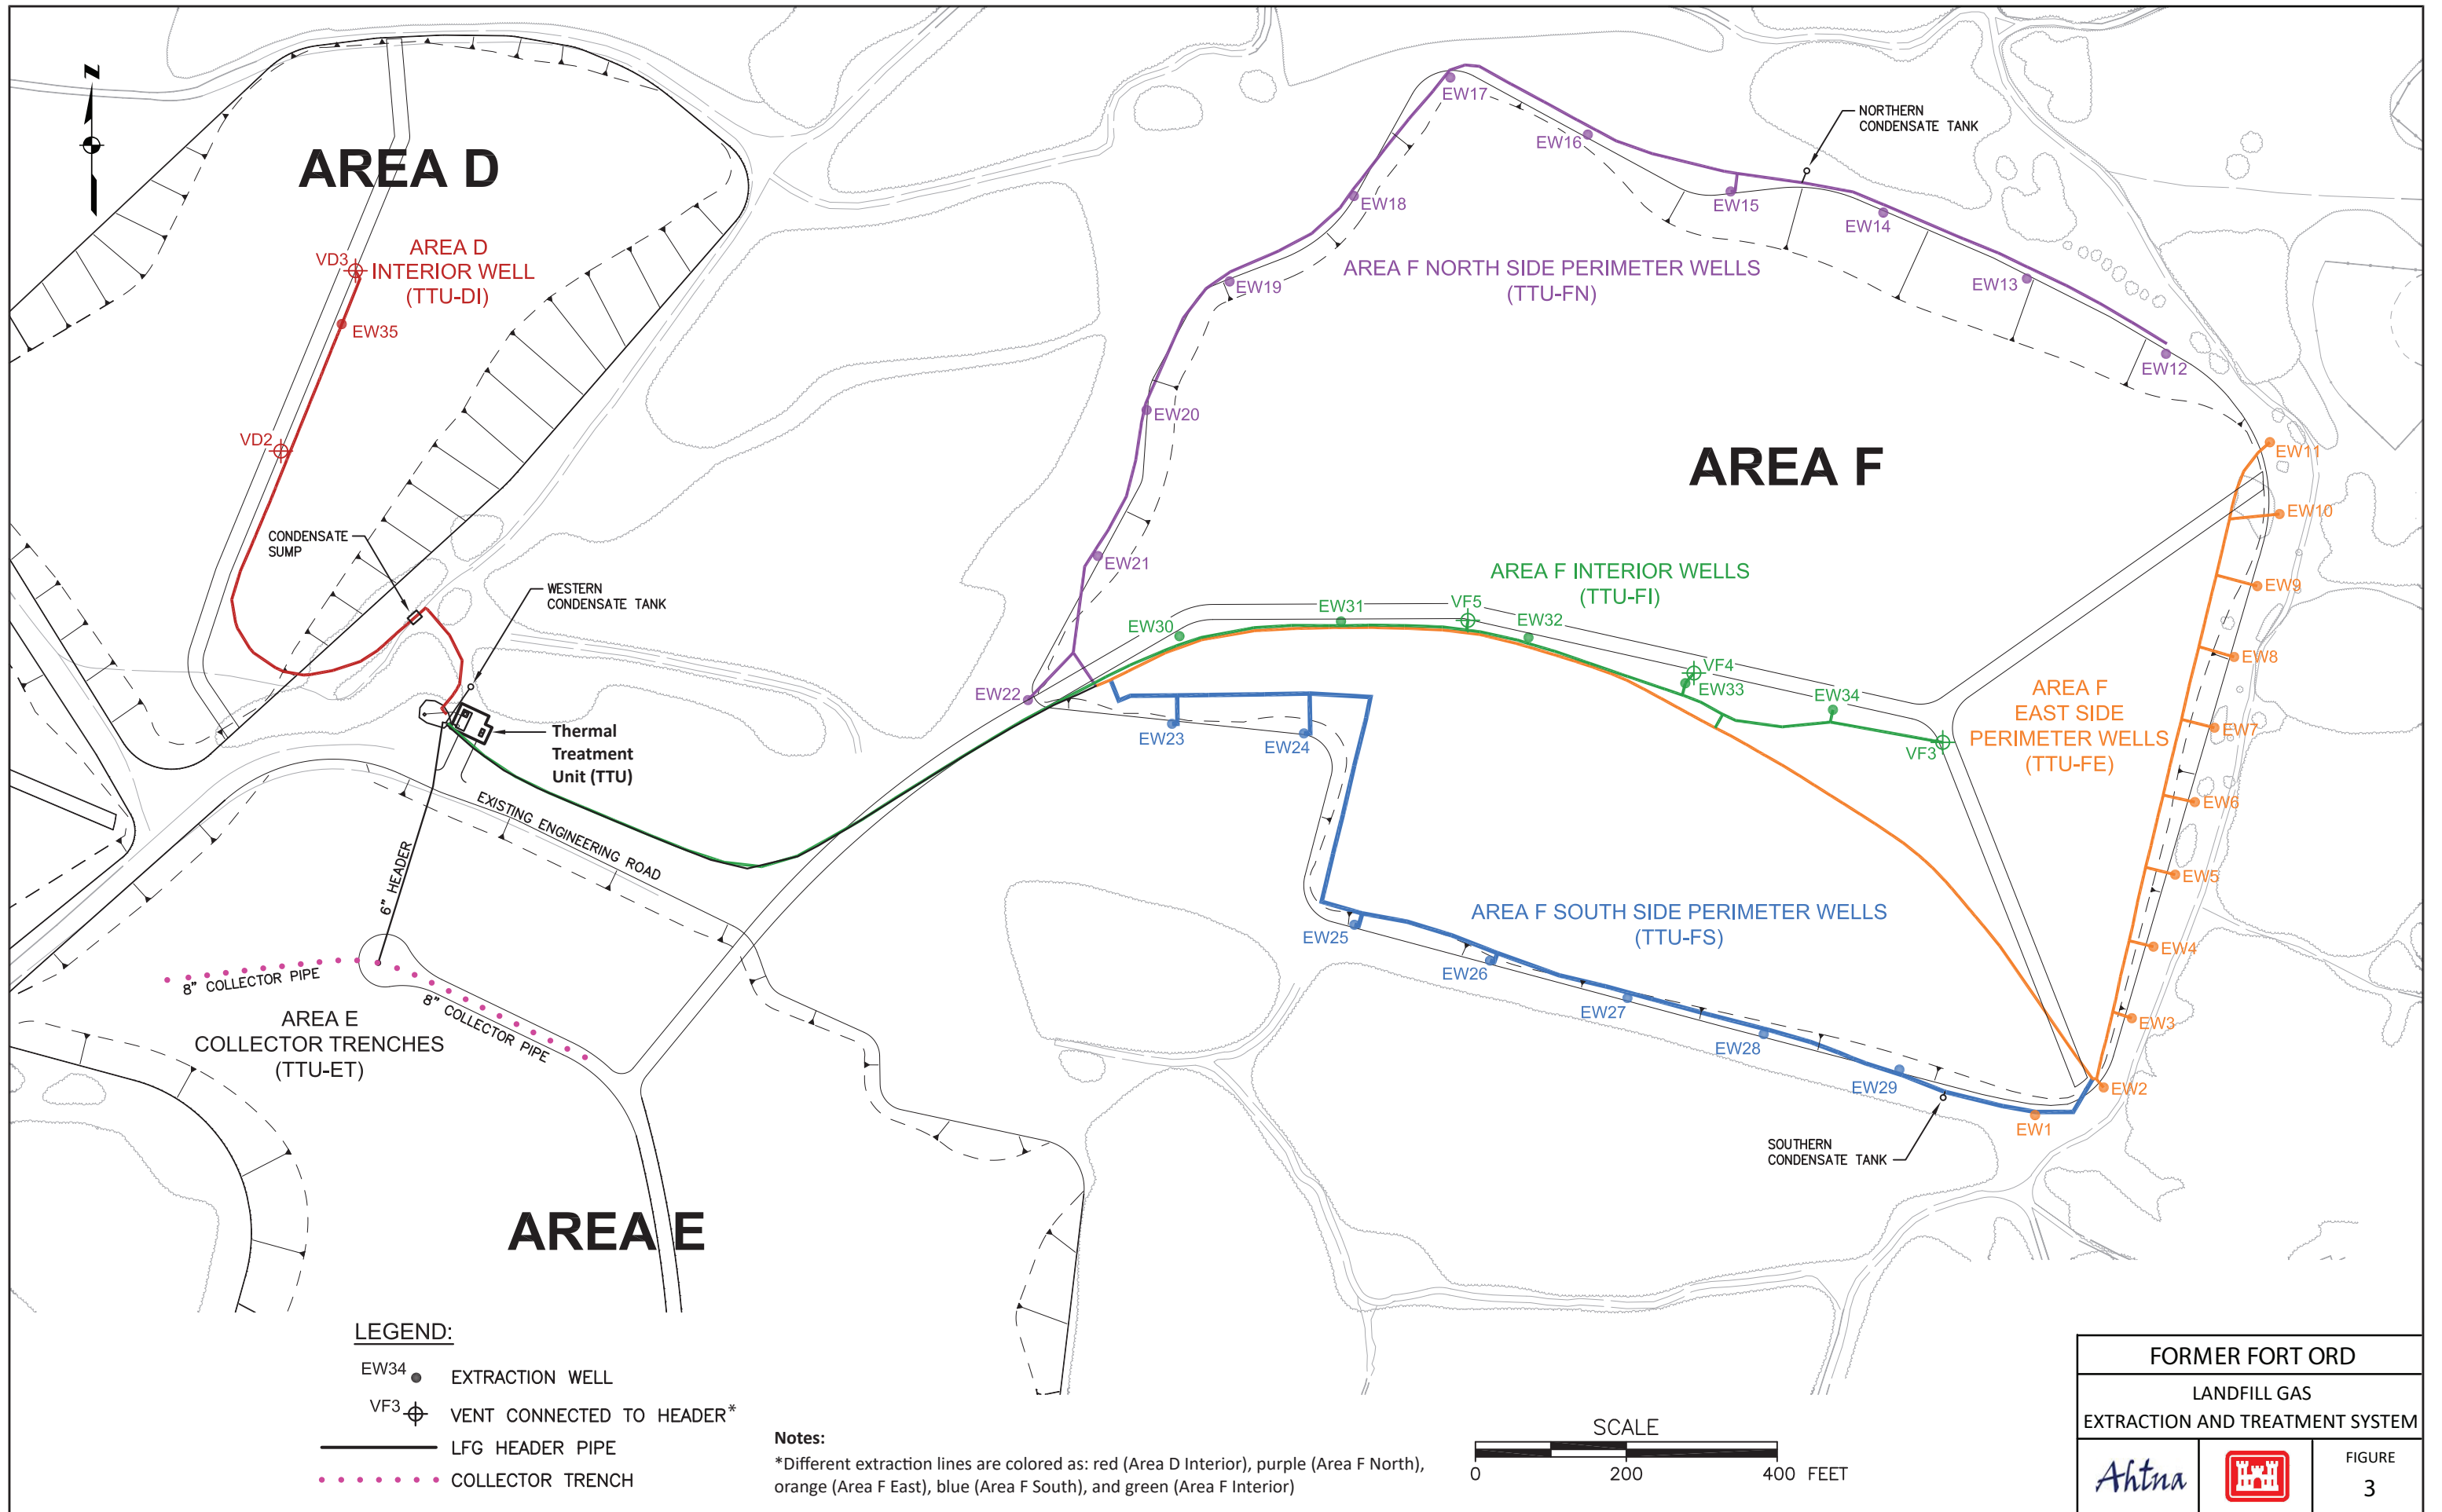 Z
AREA D
AREA D
INTERIOR WELL
(TTU-DI)
VD3
EW35
VD2
CONDENSATE
SUMP
WESTERN
CONDENSATE TANK
Thermal
Treatment
Unit (TTU)
EXISTING ENGINEERING ROAD
6" HEADER
8" COLLECTOR PIPE
8" COLLECTOR PIPE
AREA E
COLLECTOR TRENCHES
(TTU-ET)
AREA E
EW17
EW16
NORTHERN
CONDENSATE TANK
EW15
EW14
EW18
EW19
AREA F NORTH SIDE PERIMETER WELLS
(TTU-FN)
EW13
EW12
EW20
EW21
EW22
AREA F
EW11
EW10
EW9
EW8
EW7
EW6
EW5
EW4
EW3
EW2
EW1
AREA F
EAST SIDE
PERIMETER WELLS
(TTU-FE)
AREA F INTERIOR WELLS
(TTU-FI)
EW30
EW31
VF5
EW32
VF4
EW33
EW34
VF3
EW23
EW24
AREA F SOUTH SIDE PERIMETER WELLS
(TTU-FS)
EW25
EW26
EW27
EW28
EW29
SOUTHERN
CONDENSATE TANK
LEGEND:
EW34 EXTRACTION WELL
VF3 VENT CONNECTED TO HEADER*
LFG HEADER PIPE
COLLECTOR TRENCH
Notes:
*Different extraction lines are colored as: red (Area D Interior), purple (Area F North),
orange (Area F East), blue (Area F South), and green (Area F Interior)
SCALE
0 200 400 FEET
FORMER FORT ORD
LANDFILL GAS
EXTRACTION AND TREATMENT SYSTEM
Ahtna
FIGURE
3